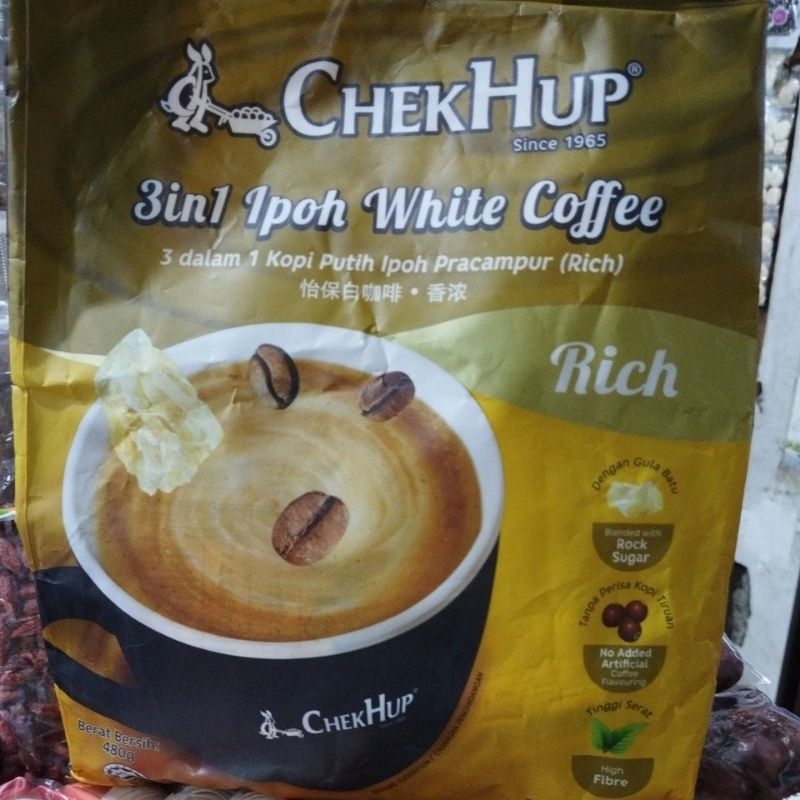 CHEKHUP®
Since 1965
3in1 Ipoh White Coffee
3 dalam 1 Kopi Putih Ipoh Pracampur (Rich)
怡保白咖啡 • 香浓
Rich
Dengan Gula Batu
Blended with
Rock
Sugar
Tanpa Perisa Kopi Tiruan
No Added
Artificial
Coffee
Flavouring
Tinggi Serat
High
Fibre
CHEKHUP
Berat Bersih:
480g